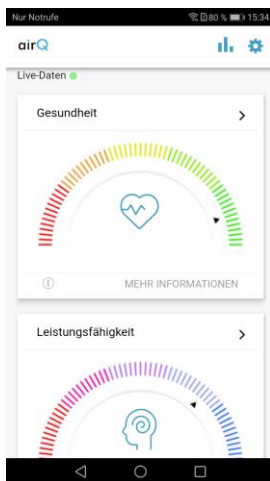 Nur Notrufe 80 % 15:34
airQ
Live-Daten
Gesundheit
MEHR INFORMATIONEN
Leistungsfähigkeit